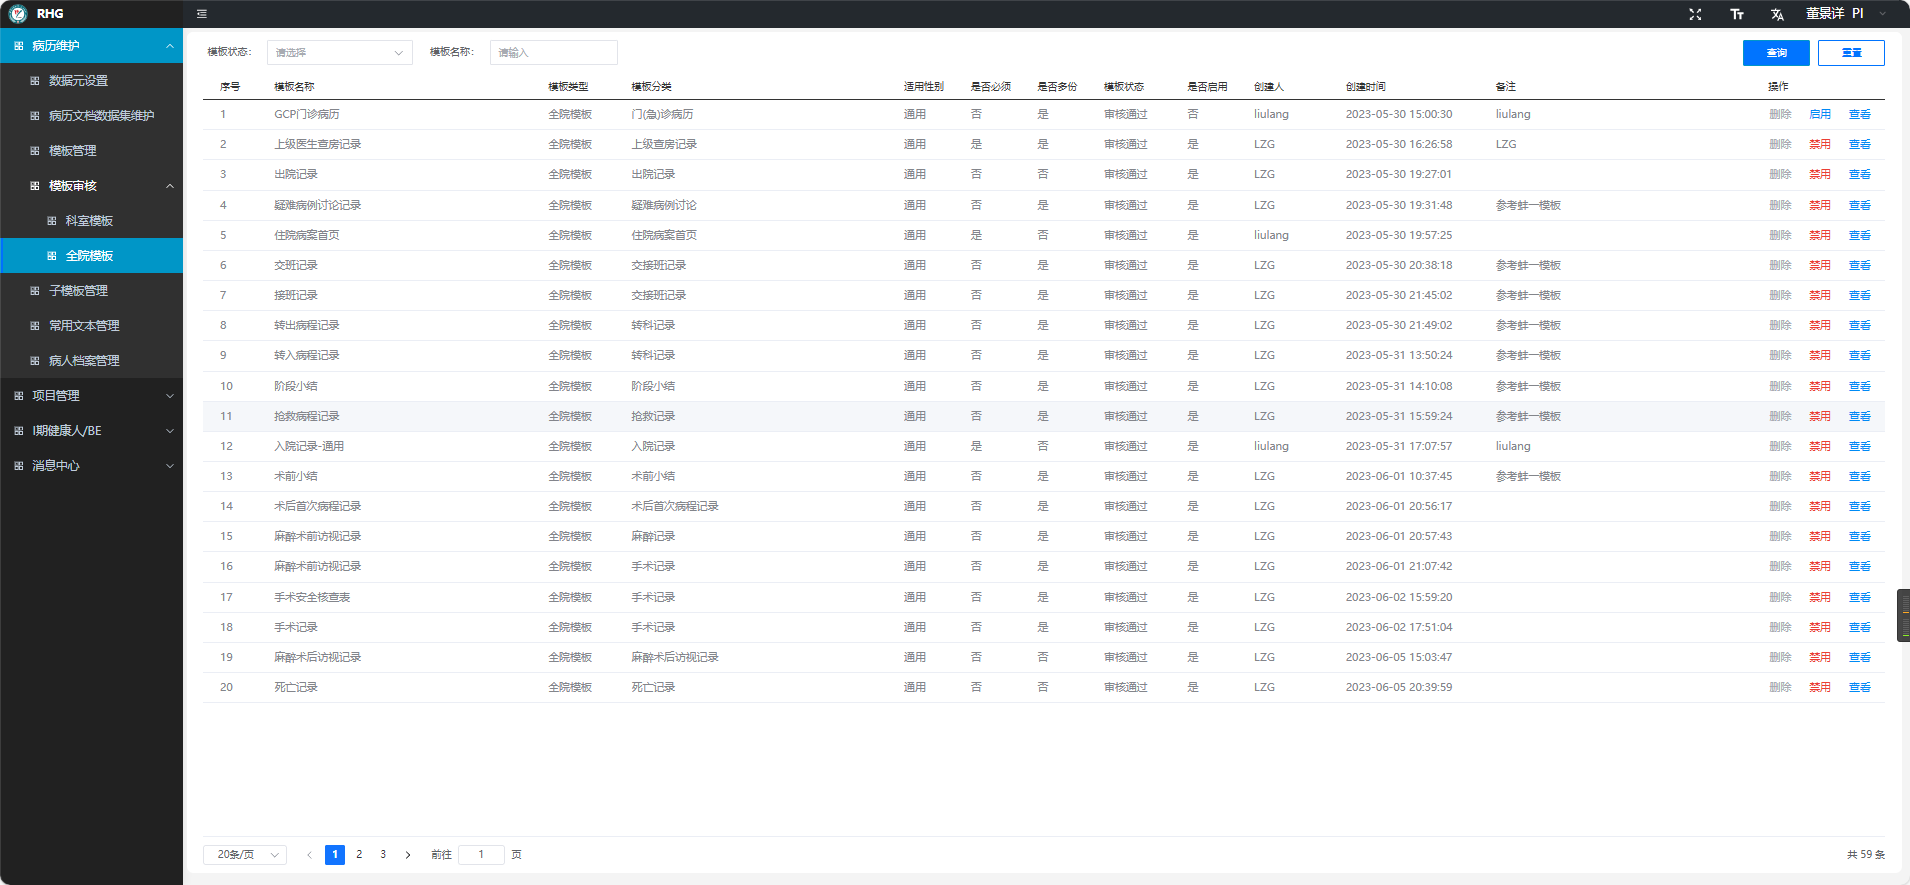 RHG
董景详 PI
病历维护
数据元设置
病历文档数据集维护
模板管理
模板审核
科室模板
全院模板
子模板管理
常用文本管理
病人档案管理
项目管理
I期健康人/BE
消息中心
模板状态: 请选择 模板名称: 请输入 查询 重置
序号 模板名称 模板类型 模板分类 适用性别 是否必须 是否多份 模板状态 是否启用 创建人 创建时间 备注 操作
1 GCP门诊病历 全院模板 门(急)诊病历 通用 否 是 审核通过 否 liulang 2023-05-30 15:00:30 liulang 删除 启用 查看
2 上级医生查房记录 全院模板 上级查房记录 通用 是 是 审核通过 是 LZG 2023-05-30 16:26:58 LZG 删除 禁用 查看
3 出院记录 全院模板 出院记录 通用 否 否 审核通过 是 LZG 2023-05-30 19:27:01 删除 禁用 查看
4 疑难病例讨论记录 全院模板 疑难病例讨论 通用 否 是 审核通过 是 LZG 2023-05-30 19:31:48 参考蚌一模板 删除 禁用 查看
5 住院病案首页 全院模板 住院病案首页 通用 是 否 审核通过 是 liulang 2023-05-30 19:57:25 删除 禁用 查看
6 交班记录 全院模板 交接班记录 通用 否 是 审核通过 是 LZG 2023-05-30 20:38:18 参考蚌一模板 删除 禁用 查看
7 接班记录 全院模板 交接班记录 通用 否 是 审核通过 是 LZG 2023-05-30 21:45:02 参考蚌一模板 删除 禁用 查看
8 转出病程记录 全院模板 转科记录 通用 否 是 审核通过 是 LZG 2023-05-30 21:49:02 参考蚌一模板 删除 禁用 查看
9 转入病程记录 全院模板 转科记录 通用 否 是 审核通过 是 LZG 2023-05-31 13:50:24 参考蚌一模板 删除 禁用 查看
10 阶段小结 全院模板 阶段小结 通用 否 是 审核通过 是 LZG 2023-05-31 14:10:08 参考蚌一模板 删除 禁用 查看
11 抢救病程记录 全院模板 抢救记录 通用 否 是 审核通过 是 LZG 2023-05-31 15:59:24 参考蚌一模板 删除 禁用 查看
12 入院记录-通用 全院模板 入院记录 通用 是 否 审核通过 是 liulang 2023-05-31 17:07:57 liulang 删除 禁用 查看
13 术前小结 全院模板 术前小结 通用 否 是 审核通过 是 LZG 2023-06-01 10:37:45 参考蚌一模板 删除 禁用 查看
14 术后首次病程记录 全院模板 术后首次病程记录 通用 否 是 审核通过 是 LZG 2023-06-01 20:56:17 删除 禁用 查看
15 麻醉术前访视记录 全院模板 麻醉记录 通用 否 是 审核通过 是 LZG 2023-06-01 20:57:43 删除 禁用 查看
16 麻醉术前访视记录 全院模板 手术记录 通用 否 是 审核通过 是 LZG 2023-06-01 21:07:42 删除 禁用 查看
17 手术安全核查表 全院模板 手术记录 通用 否 是 审核通过 是 LZG 2023-06-02 15:59:20 删除 禁用 查看
18 手术记录 全院模板 手术记录 通用 否 是 审核通过 是 LZG 2023-06-02 17:51:04 删除 禁用 查看
19 麻醉术后访视记录 全院模板 麻醉术后访视记录 通用 否 否 审核通过 是 LZG 2023-06-05 15:03:47 删除 禁用 查看
20 死亡记录 全院模板 死亡记录 通用 否 否 审核通过 是 LZG 2023-06-05 20:39:59 删除 禁用 查看
20条/页 1 2 3 前往 1 页 共 59 条